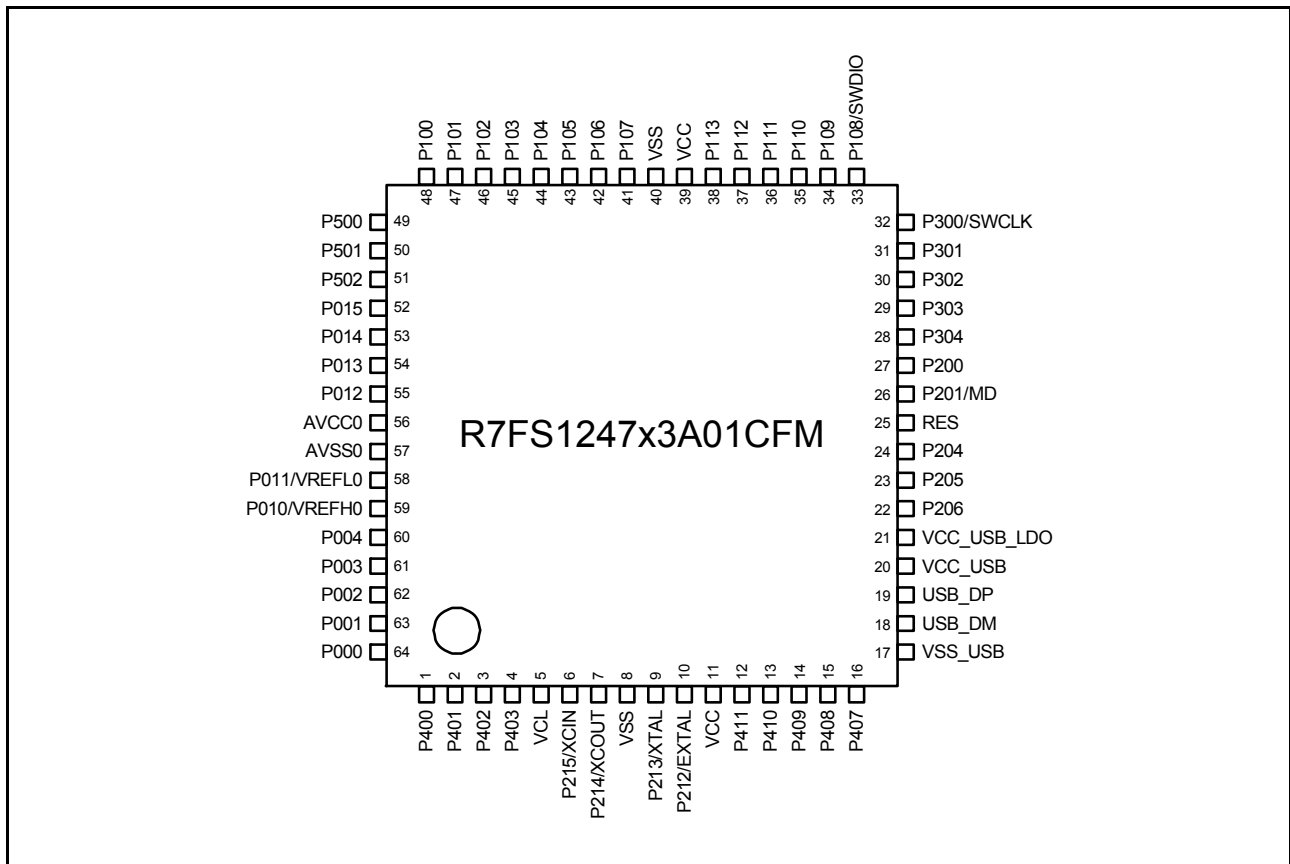 P100
P101
P102
P103
P104
P105
P106
P107
VSS
VCC
P113
P112
P111
P110
P109
P108/SWDIO
48
47
46
45
44
43
42
41
40
39
38
37
36
35
34
33
P500 49
P501 50
P502 51
P015 52
P014 53
P013 54
P012 55
AVCC0 56
AVSS0 57
P011/VREFL0 58
P010/VREFH0 59
P004 60
P003 61
P002 62
P001 63
P000 64
R7FS1247x3A01CFM
32 P300/SWCLK
31 P301
30 P302
29 P303
28 P304
27 P200
26 P201/MD
25 RES
24 P204
23 P205
22 P206
21 VCC_USB_LDO
20 VCC_USB
19 USB_DP
18 USB_DM
17 VSS_USB
1
2
3
4
5
6
7
8
9
10
11
12
13
14
15
16
P400
P401
P402
P403
VCL
P215/XCIN
P214/XCOUT
VSS
P213/XTAL
P212/EXTAL
VCC
P411
P410
P409
P408
P407